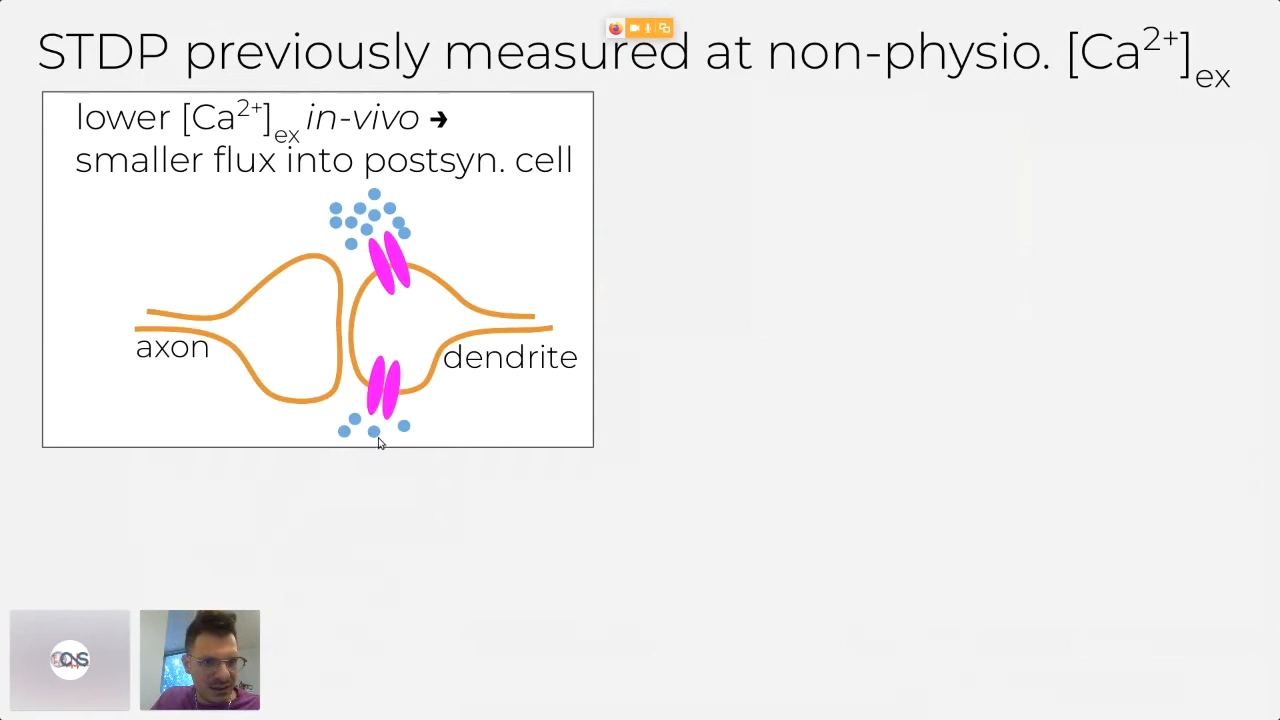 STDP previously measured at non-physio. [Ca²⁺]ₑₓ
lower [Ca²⁺]ₑₓ in-vivo →
smaller flux into postsyn. cell
axon
dendrite